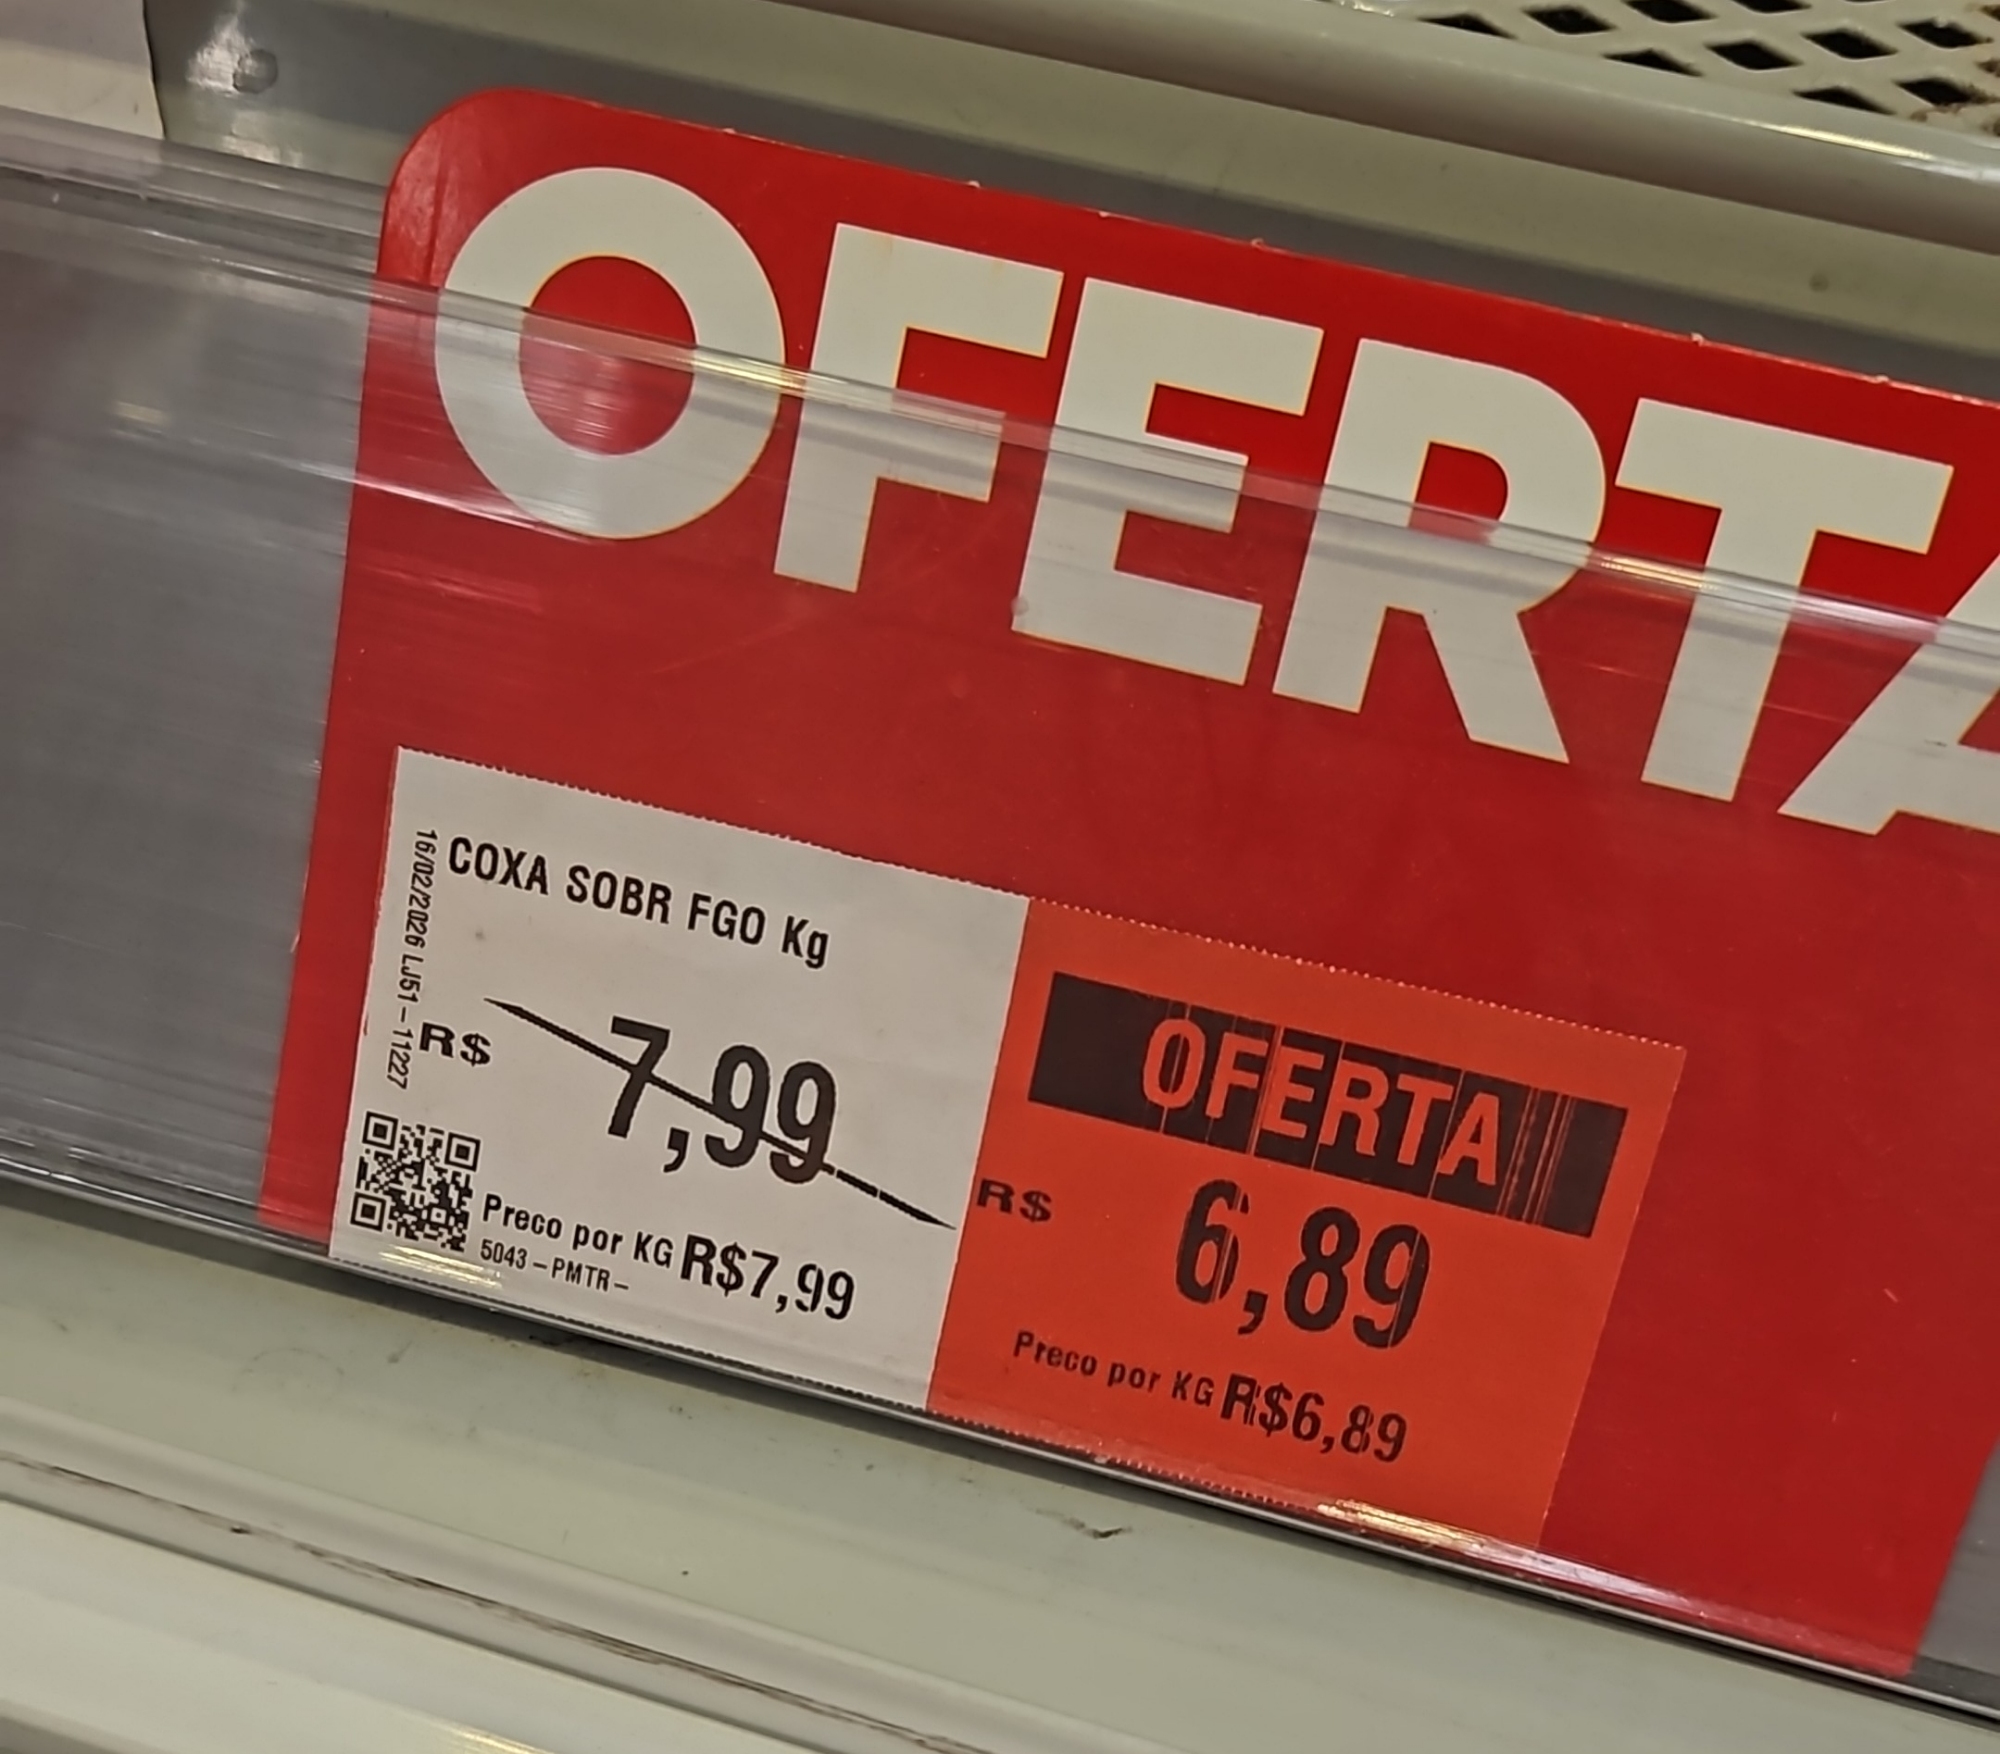 OFERTA
COXA SOBR FGO Kg
16/02/2026 LJ51-11227
R$ 7,99
Preco por KG R$7,99
5043-PMTR-
OFERTA
R$ 6,89
Preco por KG R$6,89